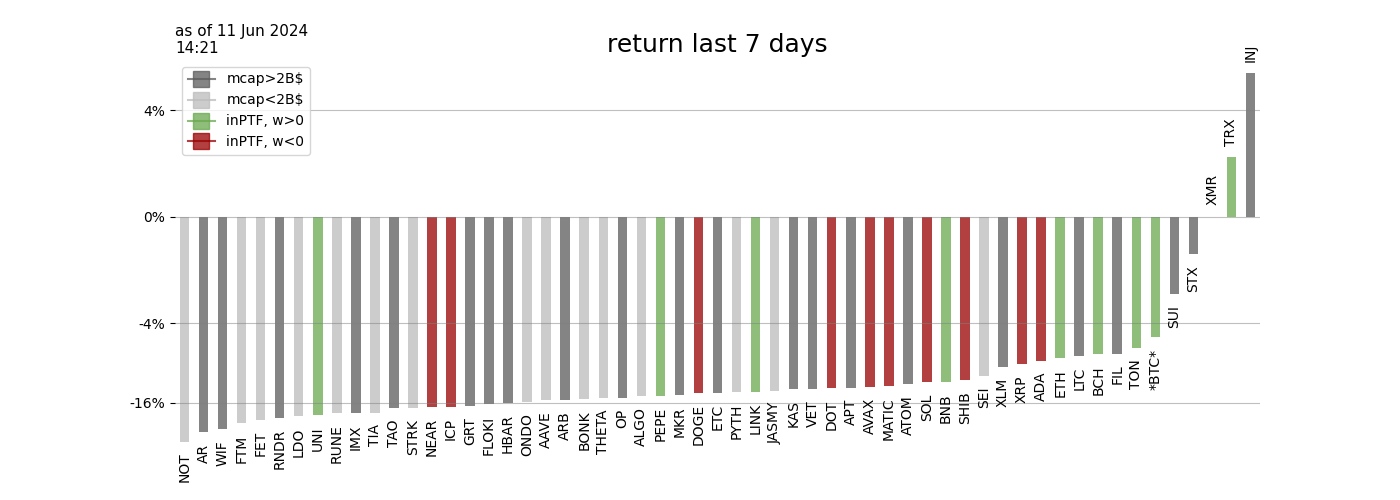 as of 11 Jun 2024
14:21
return last 7 days
mcap>2B$
mcap<2B$
inPTF, w>0
inPTF, w<0
4%
0%
-4%
-16%
NOT
AR
WIF
FTM
FET
RNDR
LDO
UNI
RUNE
IMX
TIA
TAO
STRK
NEAR
ICP
GRT
FLOKI
HBAR
ONDO
AAVE
ARB
BONK
THETA
OP
ALGO
PEPE
MKR
DOGE
ETC
PYTH
LINK
JASMY
KAS
VET
DOT
APT
AVAX
MATIC
ATOM
SOL
BNB
SHIB
SEI
XLM
XRP
ADA
ETH
LTC
BCH
FIL
TON
*BTC*
SUI
STX
XMR
TRX
INJ